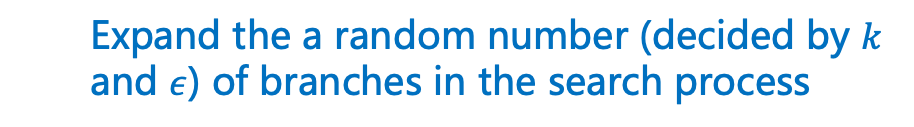 Expand the a random number (decided by k
and ϵ) of branches in the search process